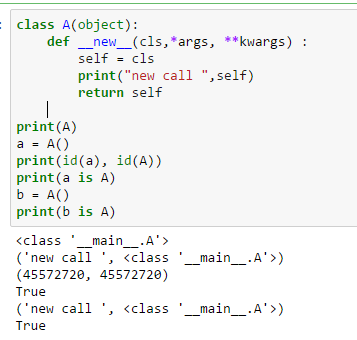 class A(object):
    def __new__(cls,*args, **kwargs) :
        self = cls
        print("new call ",self)
        return self

print(A)
a = A()
print(id(a), id(A))
print(a is A)
b = A()
print(b is A)
<class '__main__.A'>
('new call ', <class '__main__.A'>)
(45572720, 45572720)
True
('new call ', <class '__main__.A'>)
True